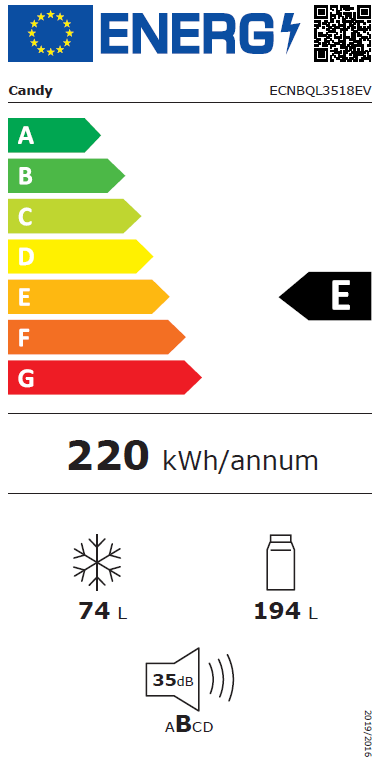 ENERG
Candy
ECNBQL3518EV
A
B
C
D
E
E
F
G
220 kWh/annum
74 L
194 L
35dB
ABCD
2019/2016